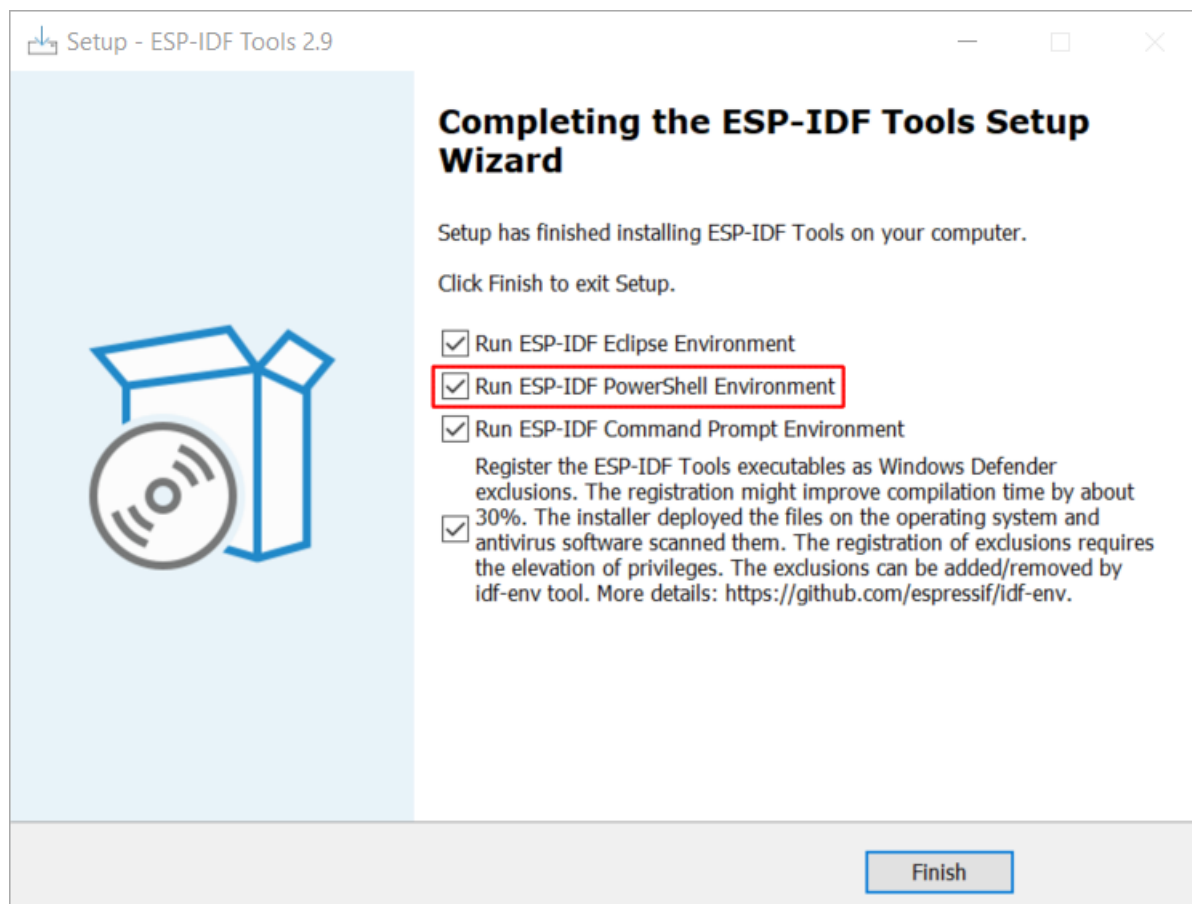 Setup - ESP-IDF Tools 2.9
Completing the ESP-IDF Tools Setup
Wizard
Setup has finished installing ESP-IDF Tools on your computer.
Click Finish to exit Setup.
Run ESP-IDF Eclipse Environment
Run ESP-IDF PowerShell Environment
Run ESP-IDF Command Prompt Environment
Register the ESP-IDF Tools executables as Windows Defender
exclusions. The registration might improve compilation time by about
30%. The installer deployed the files on the operating system and
antivirus software scanned them. The registration of exclusions requires
the elevation of privileges. The exclusions can be added/removed by
idf-env tool. More details: https://github.com/espressif/idf-env.
Finish